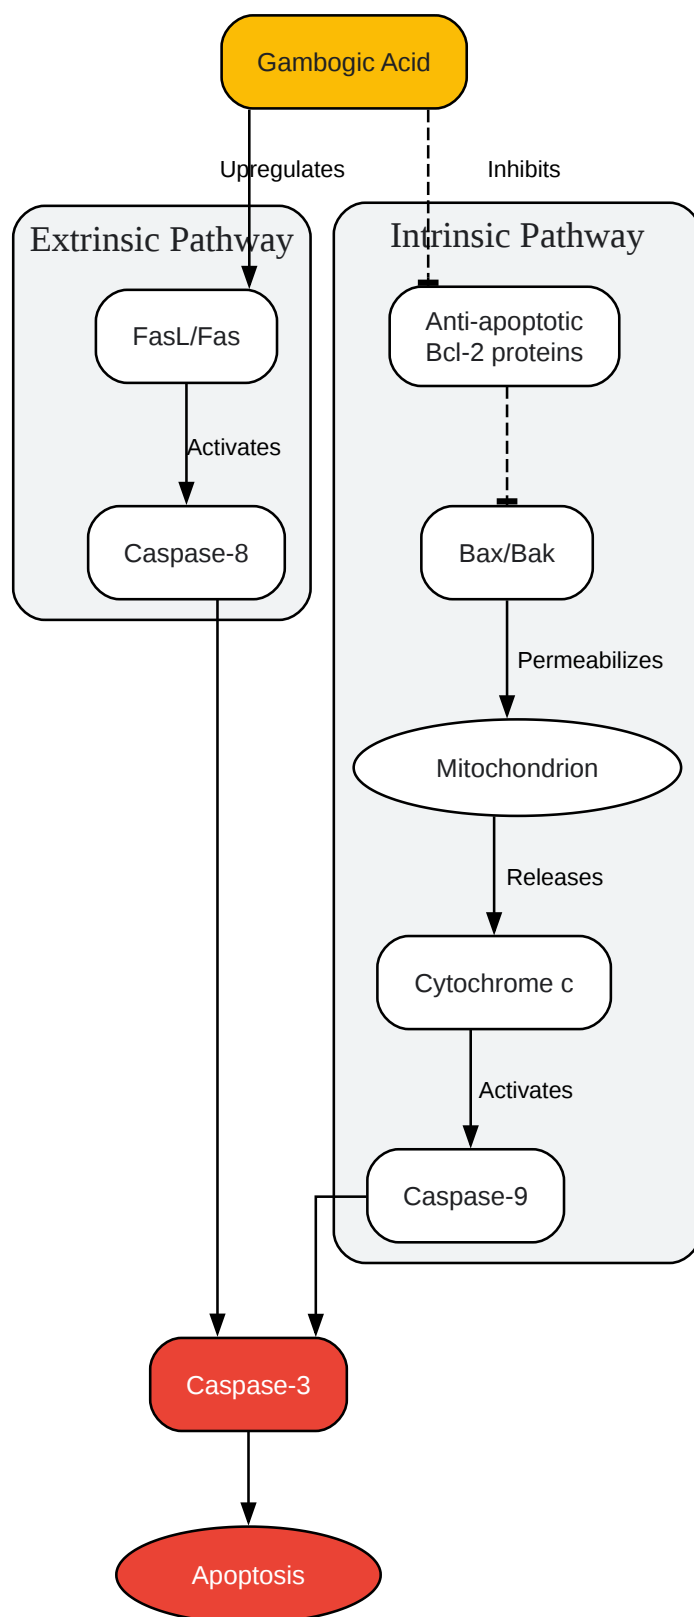 Gambogic Acid
Upregulates
Inhibits
Extrinsic Pathway
Intrinsic Pathway
FasL/Fas
Anti-apoptotic
Bcl-2 proteins
Activates
Caspase-8
Bax/Bak
Permeabilizes
Mitochondrion
Releases
Cytochrome c
Activates
Caspase-9
Caspase-3
Apoptosis